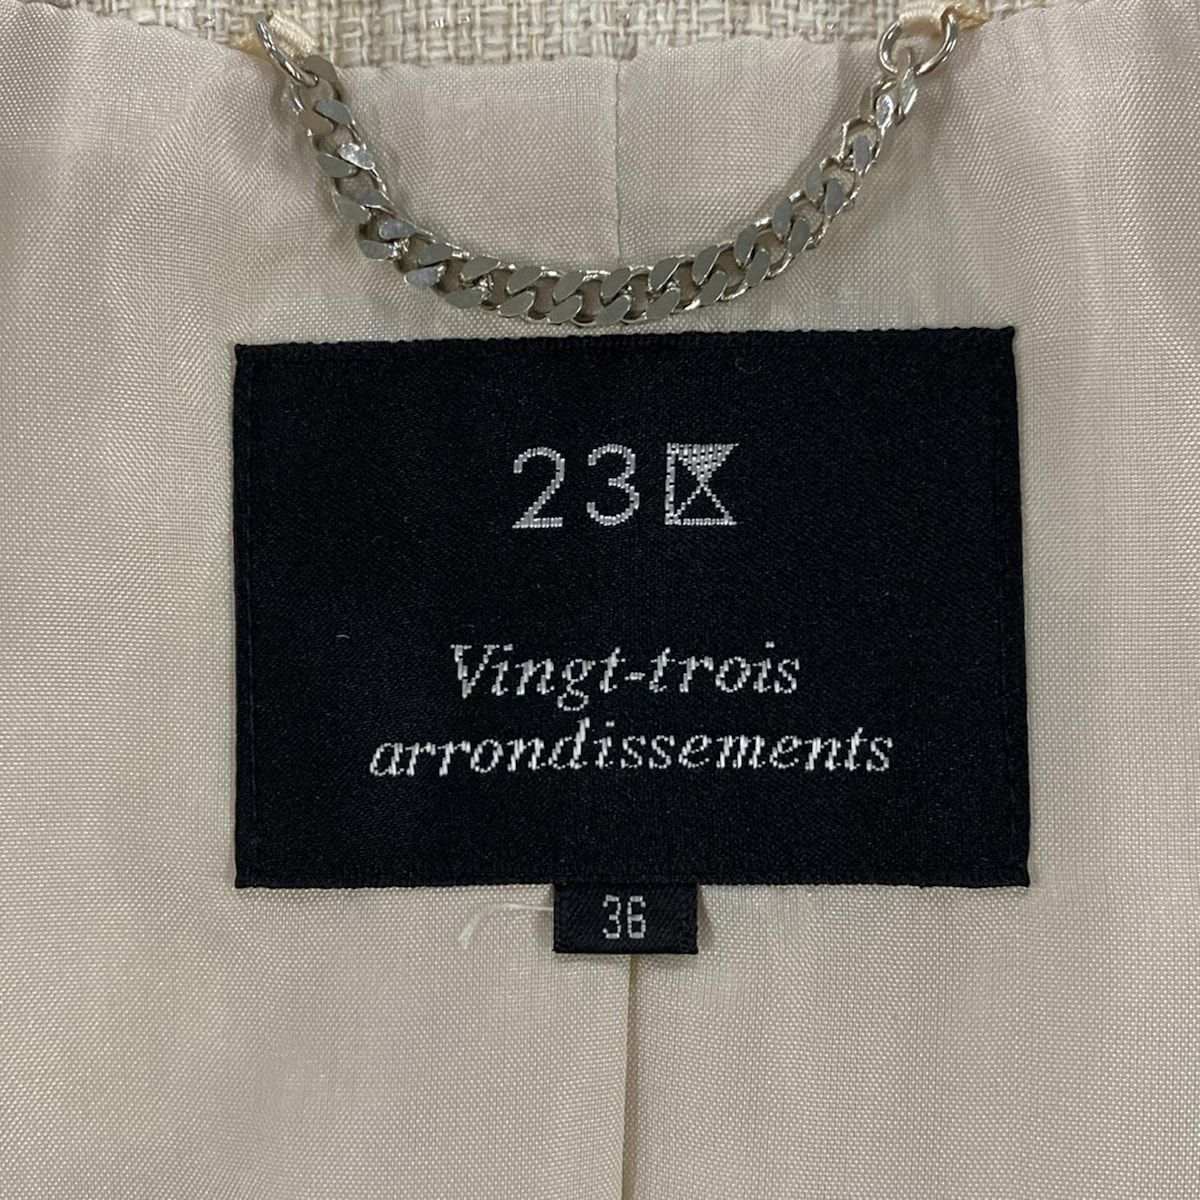 23区
Vingt-trois
arrondissements
36